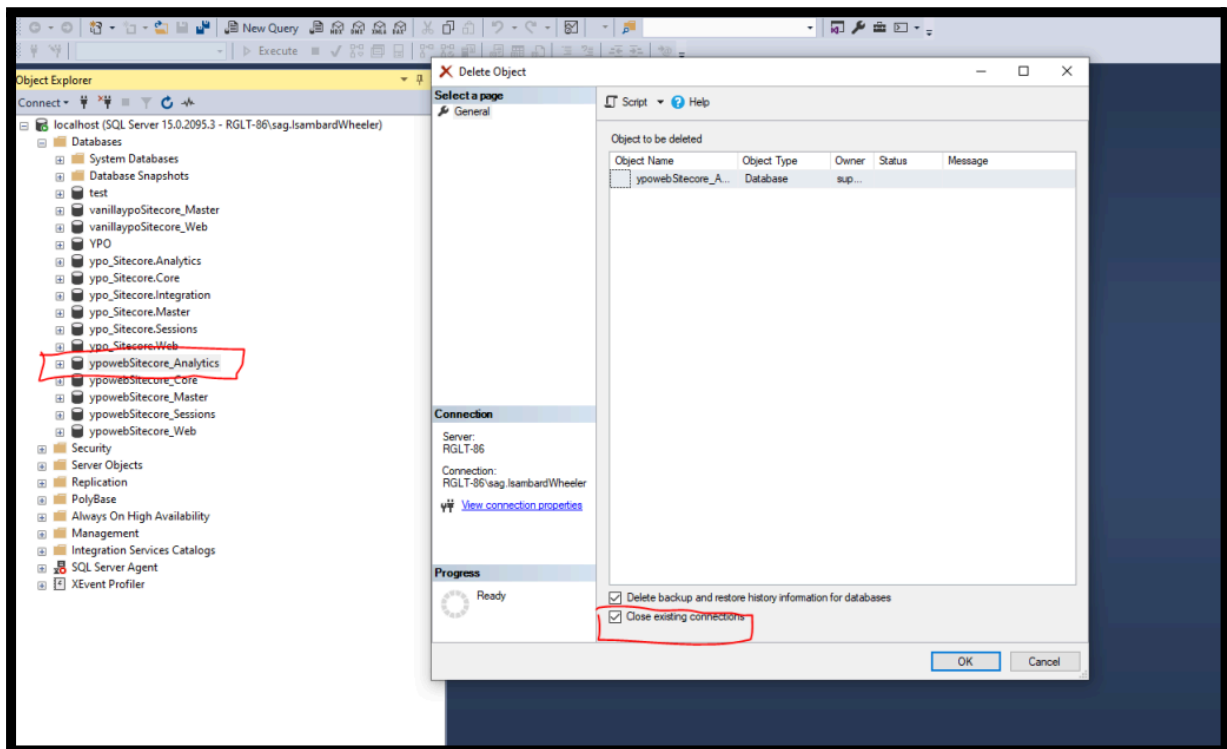 New Query
Execute
Object Explorer
Connect
localhost (SQL Server 15.0.2095.3 - RGLT-86\sag.IsambardWheeler)
Databases
System Databases
Database Snapshots
test
vanillaypoSitecore_Master
vanillaypoSitecore_Web
YPO
ypo_Sitecore.Analytics
ypo_Sitecore.Core
ypo_Sitecore.Integration
ypo_Sitecore.Master
ypo_Sitecore.Sessions
ypo_Sitecore.Web
ypowebSitecore_Analytics
ypowebSitecore_Core
ypowebSitecore_Master
ypowebSitecore_Sessions
ypowebSitecore_Web
Security
Server Objects
Replication
PolyBase
Always On High Availability
Management
Integration Services Catalogs
SQL Server Agent
XEvent Profiler
Delete Object
Select a page
General
Script Help
Object to be deleted
Object Name Object Type Owner Status Message
ypowebSitecore_A... Database sup...
Connection
Server:
RGLT-86
Connection:
RGLT-86\sag.IsambardWheeler
View connection properties
Progress
Ready
Delete backup and restore history information for databases
Close existing connections
OK Cancel